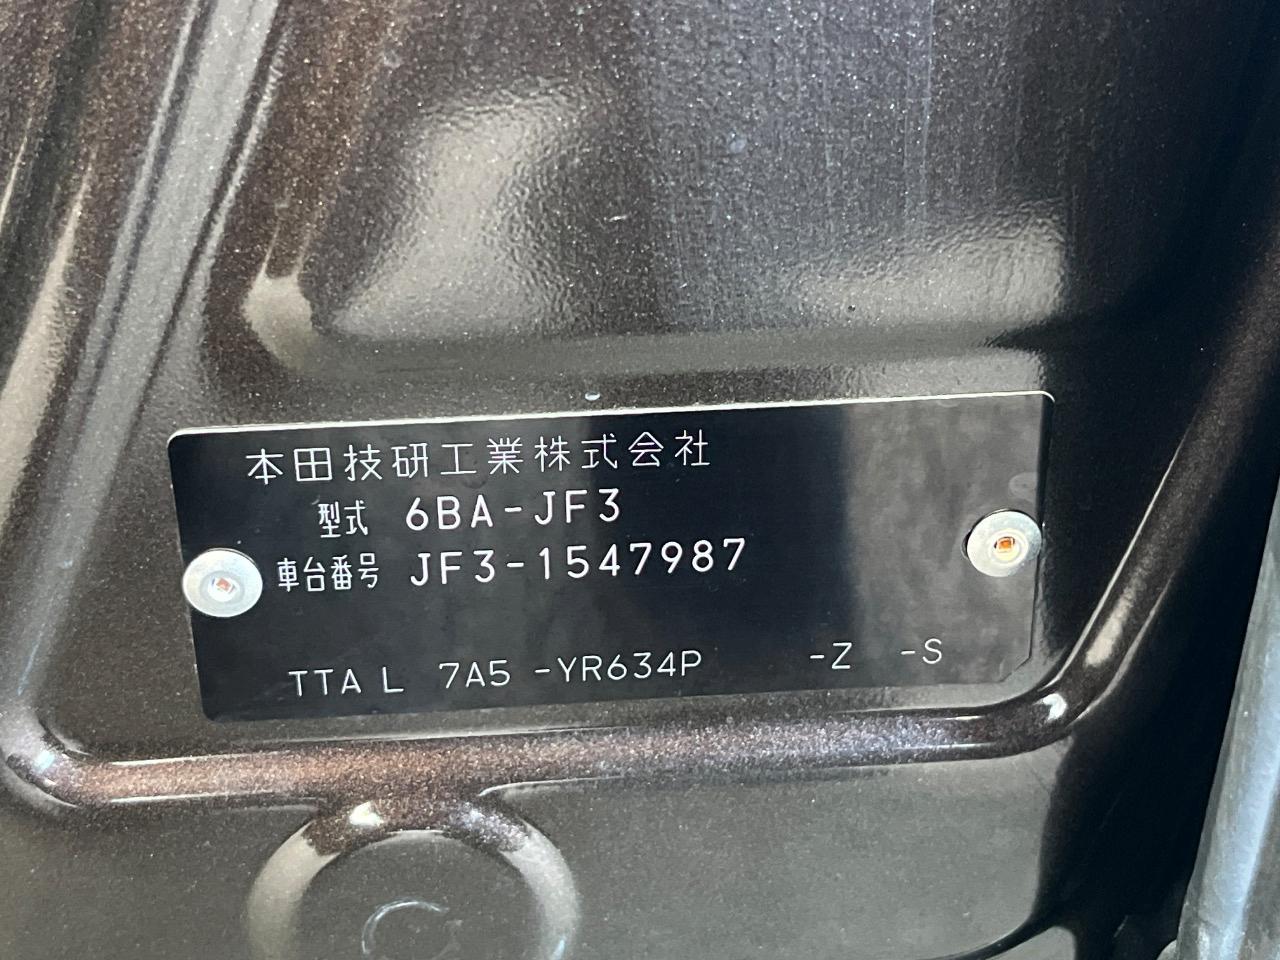 本田技研工業株式会社
型式 6BA-JF3
車台番号 JF3-1547987
TTA L 7A5 -YR634P -Z -S